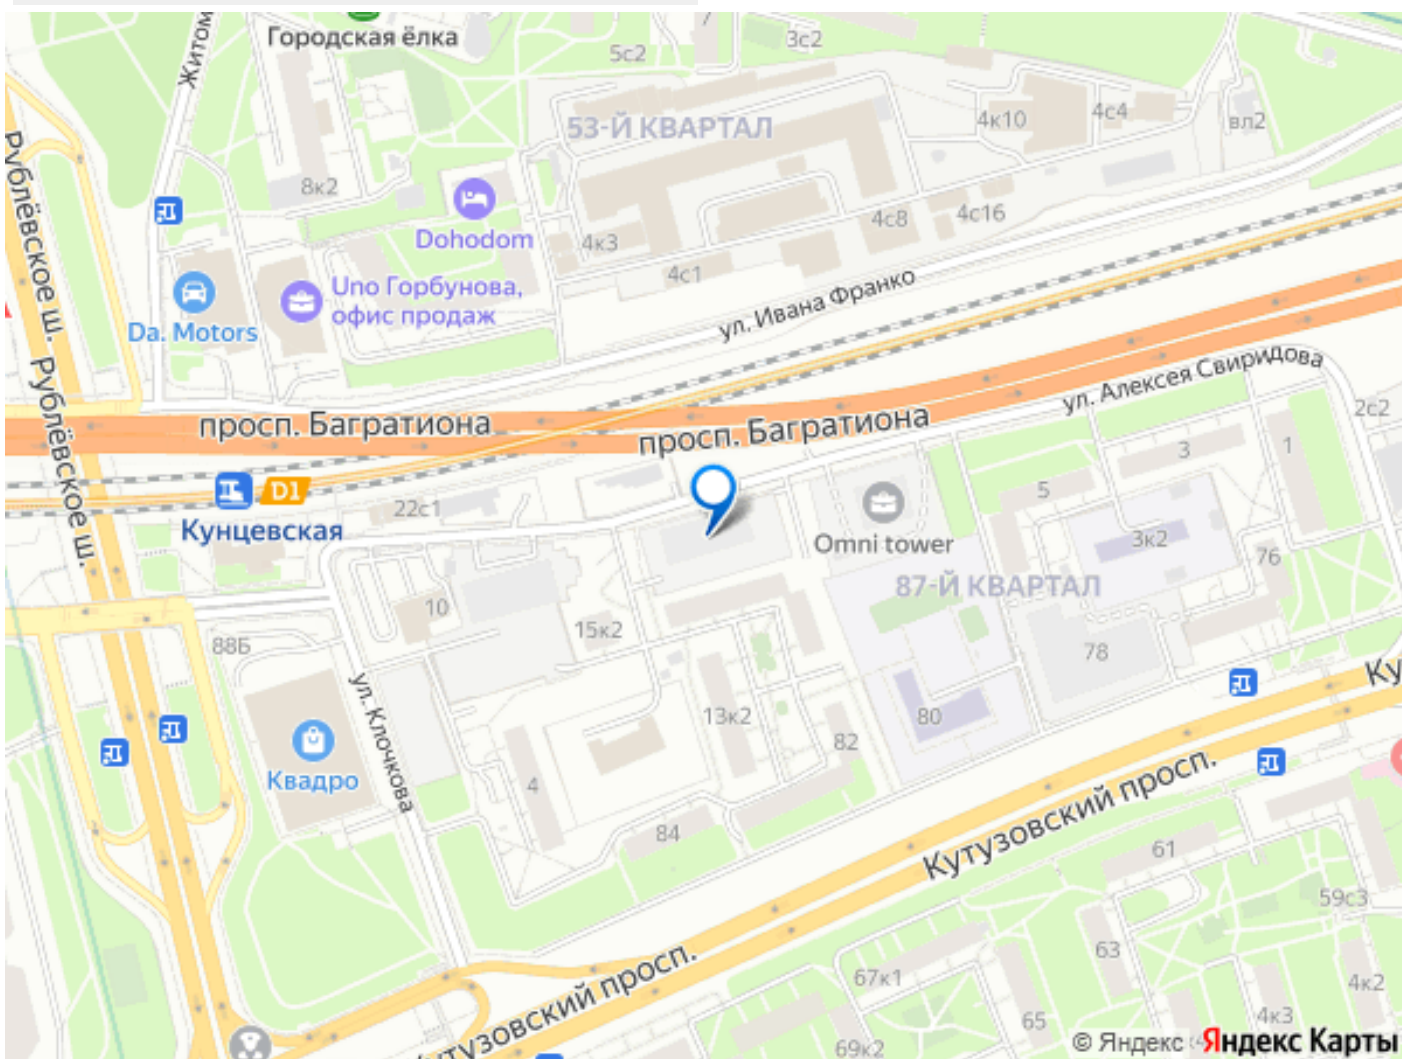 Городская ёлка
7
3с2
5с2
Житом
53-Й КВАРТАЛ
4к10
4с4
вл2
Рублёвское ш.
8к2
Dohodom
4к3
4с8
4с16
4с1
Uno Горбунова,
офис продаж
Da. Motors
ул. Ивана Франко
Рублёвское ш.
просп. Багратиона
просп. Багратиона
ул. Алексея Свиридова
2с2
1
3
5
D1
Кунцевская
22с1
Omni tower
3к2
76
87-Й КВАРТАЛ
10
15к2
88Б
78
ул. Клочкова
13к2
80
82
Ку
Квадро
4
84
Кутузовский просп.
61
59с3
63
67к1
4к2
Кутузовский просп.
65
4к3
69к2
© Яндекс Яндекс Карты